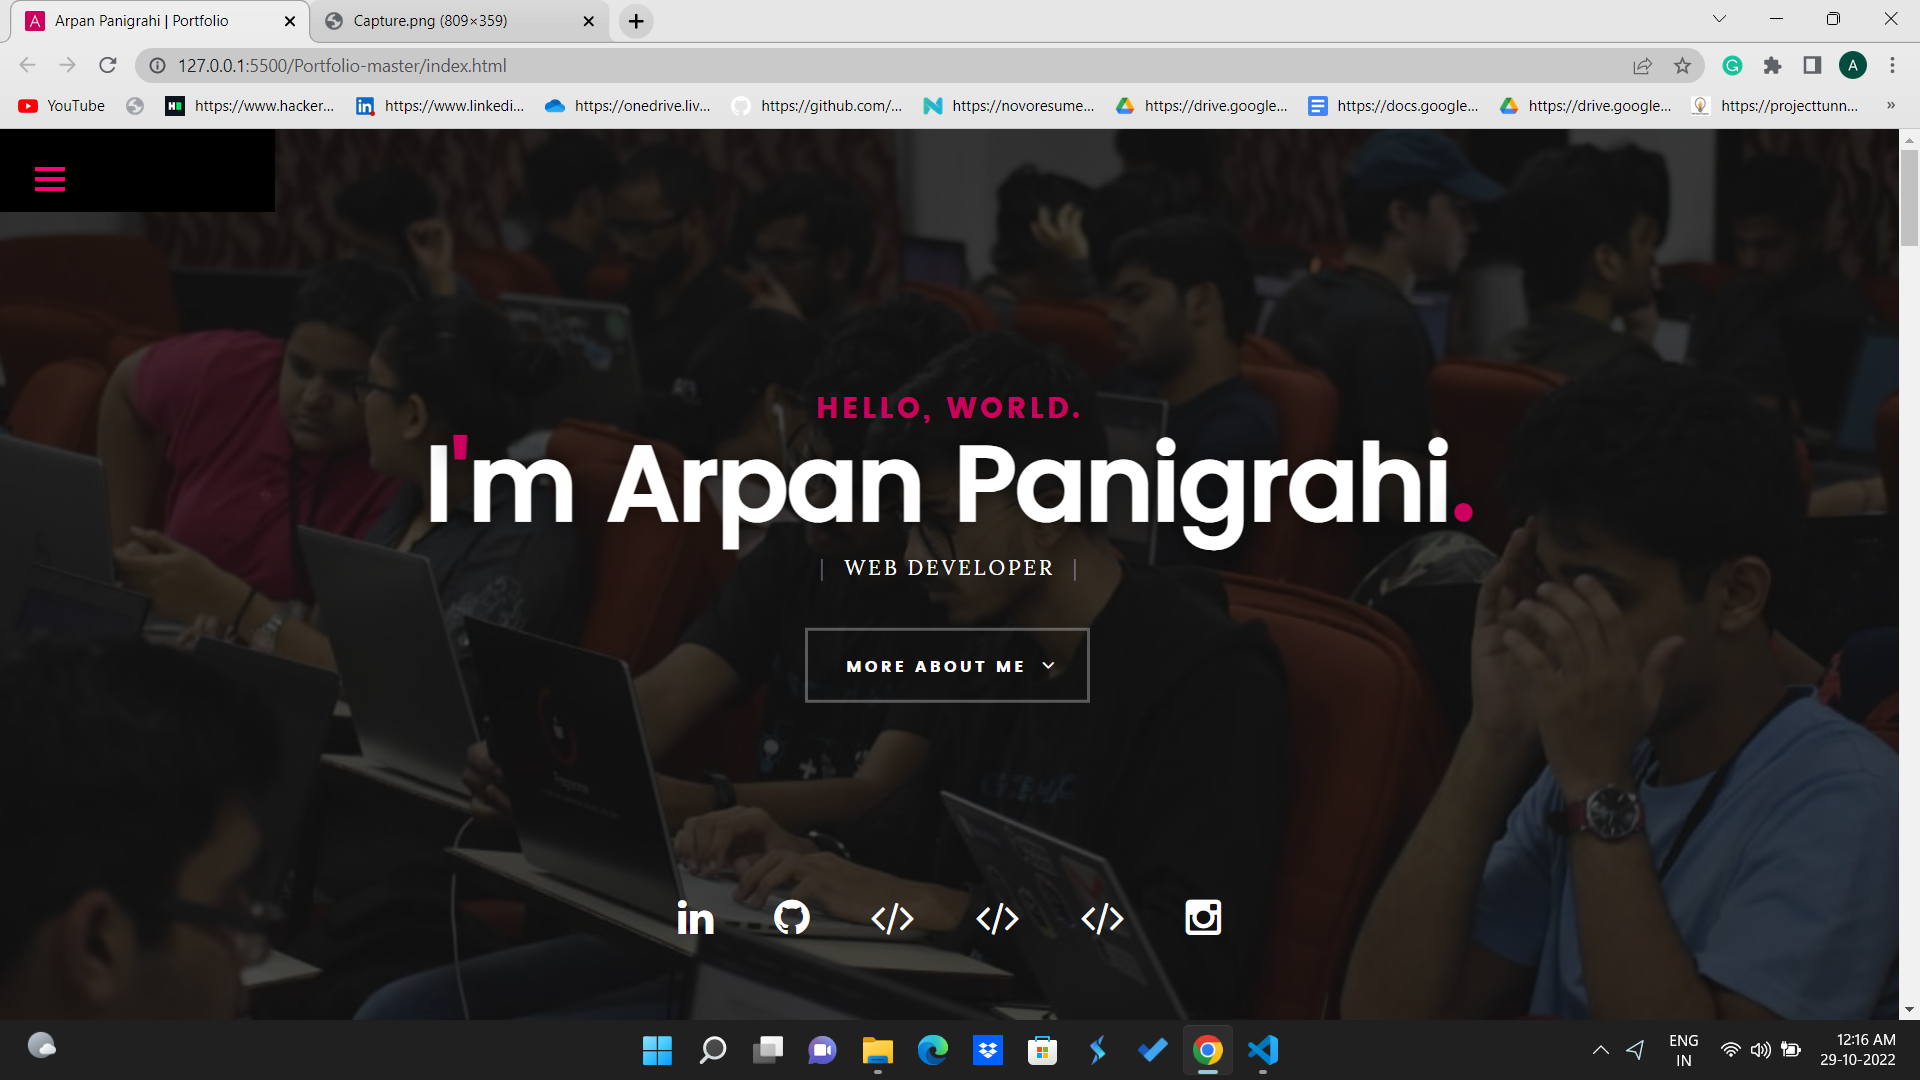 Arpan Panigrahi | Portfolio
Capture.png (809×359)
127.0.0.1:5500/Portfolio-master/index.html
A
YouTube
https://www.hacker...
https://www.linkedi...
https://onedrive.liv...
https://github.com/...
https://novoresume...
https://drive.google...
https://docs.google...
https://drive.google...
https://projecttunn...
»
HELLO, WORLD.
I'm Arpan Panigrahi.
| WEB DEVELOPER |
MORE ABOUT ME
in
</>
</>
</>
ENG
IN
12:16 AM
29-10-2022